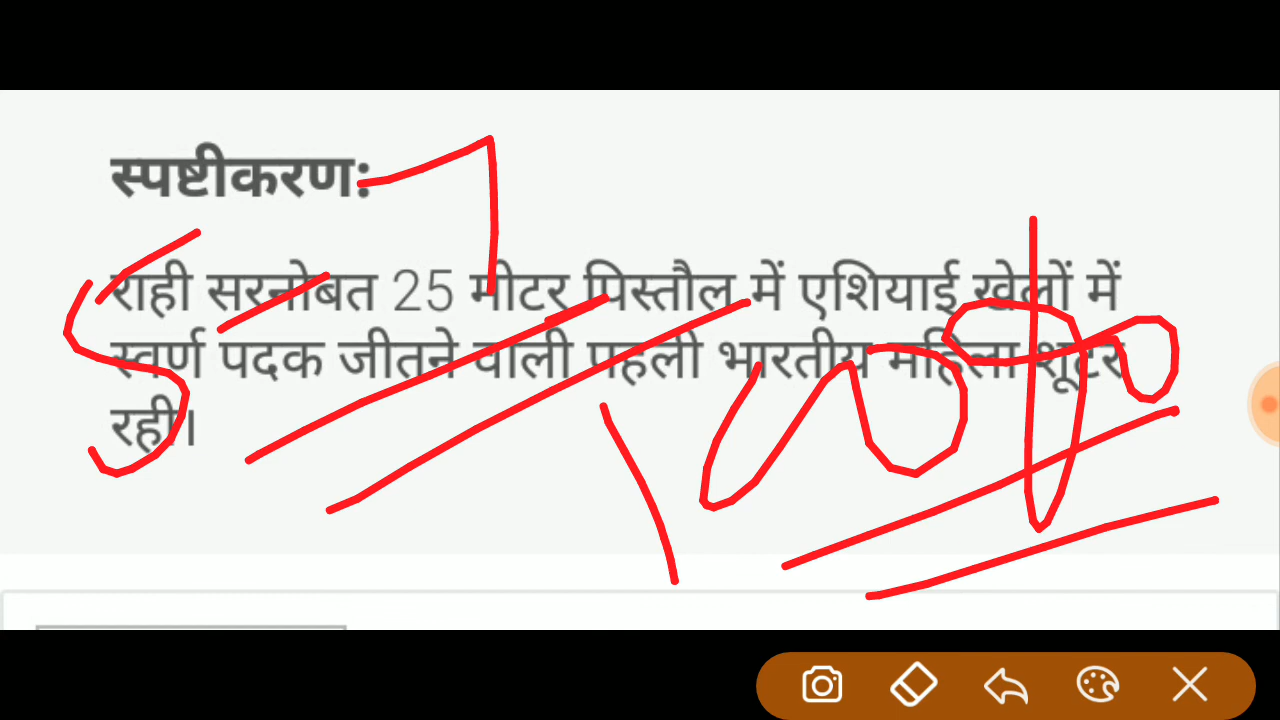 स्पष्टीकरण:
राही सरनोबत 25 मीटर पिस्तौल में एशियाई खेलों में
स्वर्ण पदक जीतने वाली पहली भारतीय महिला शूटर
रही।